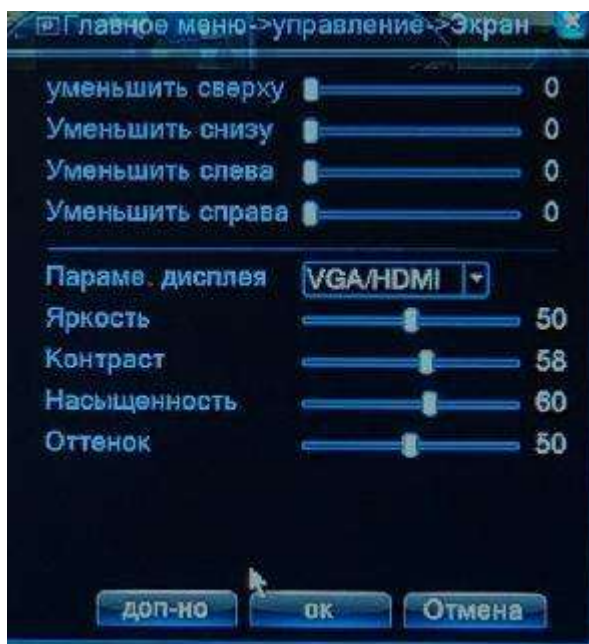 Главное меню->управление->Экран
уменьшить сверху 0
Уменьшить снизу 0
Уменьшить слева 0
Уменьшить справа 0
Параме. дисплея VGA/HDMI
Яркость 50
Контраст 58
Насыщенность 60
Оттенок 50
доп-но ок Отмена